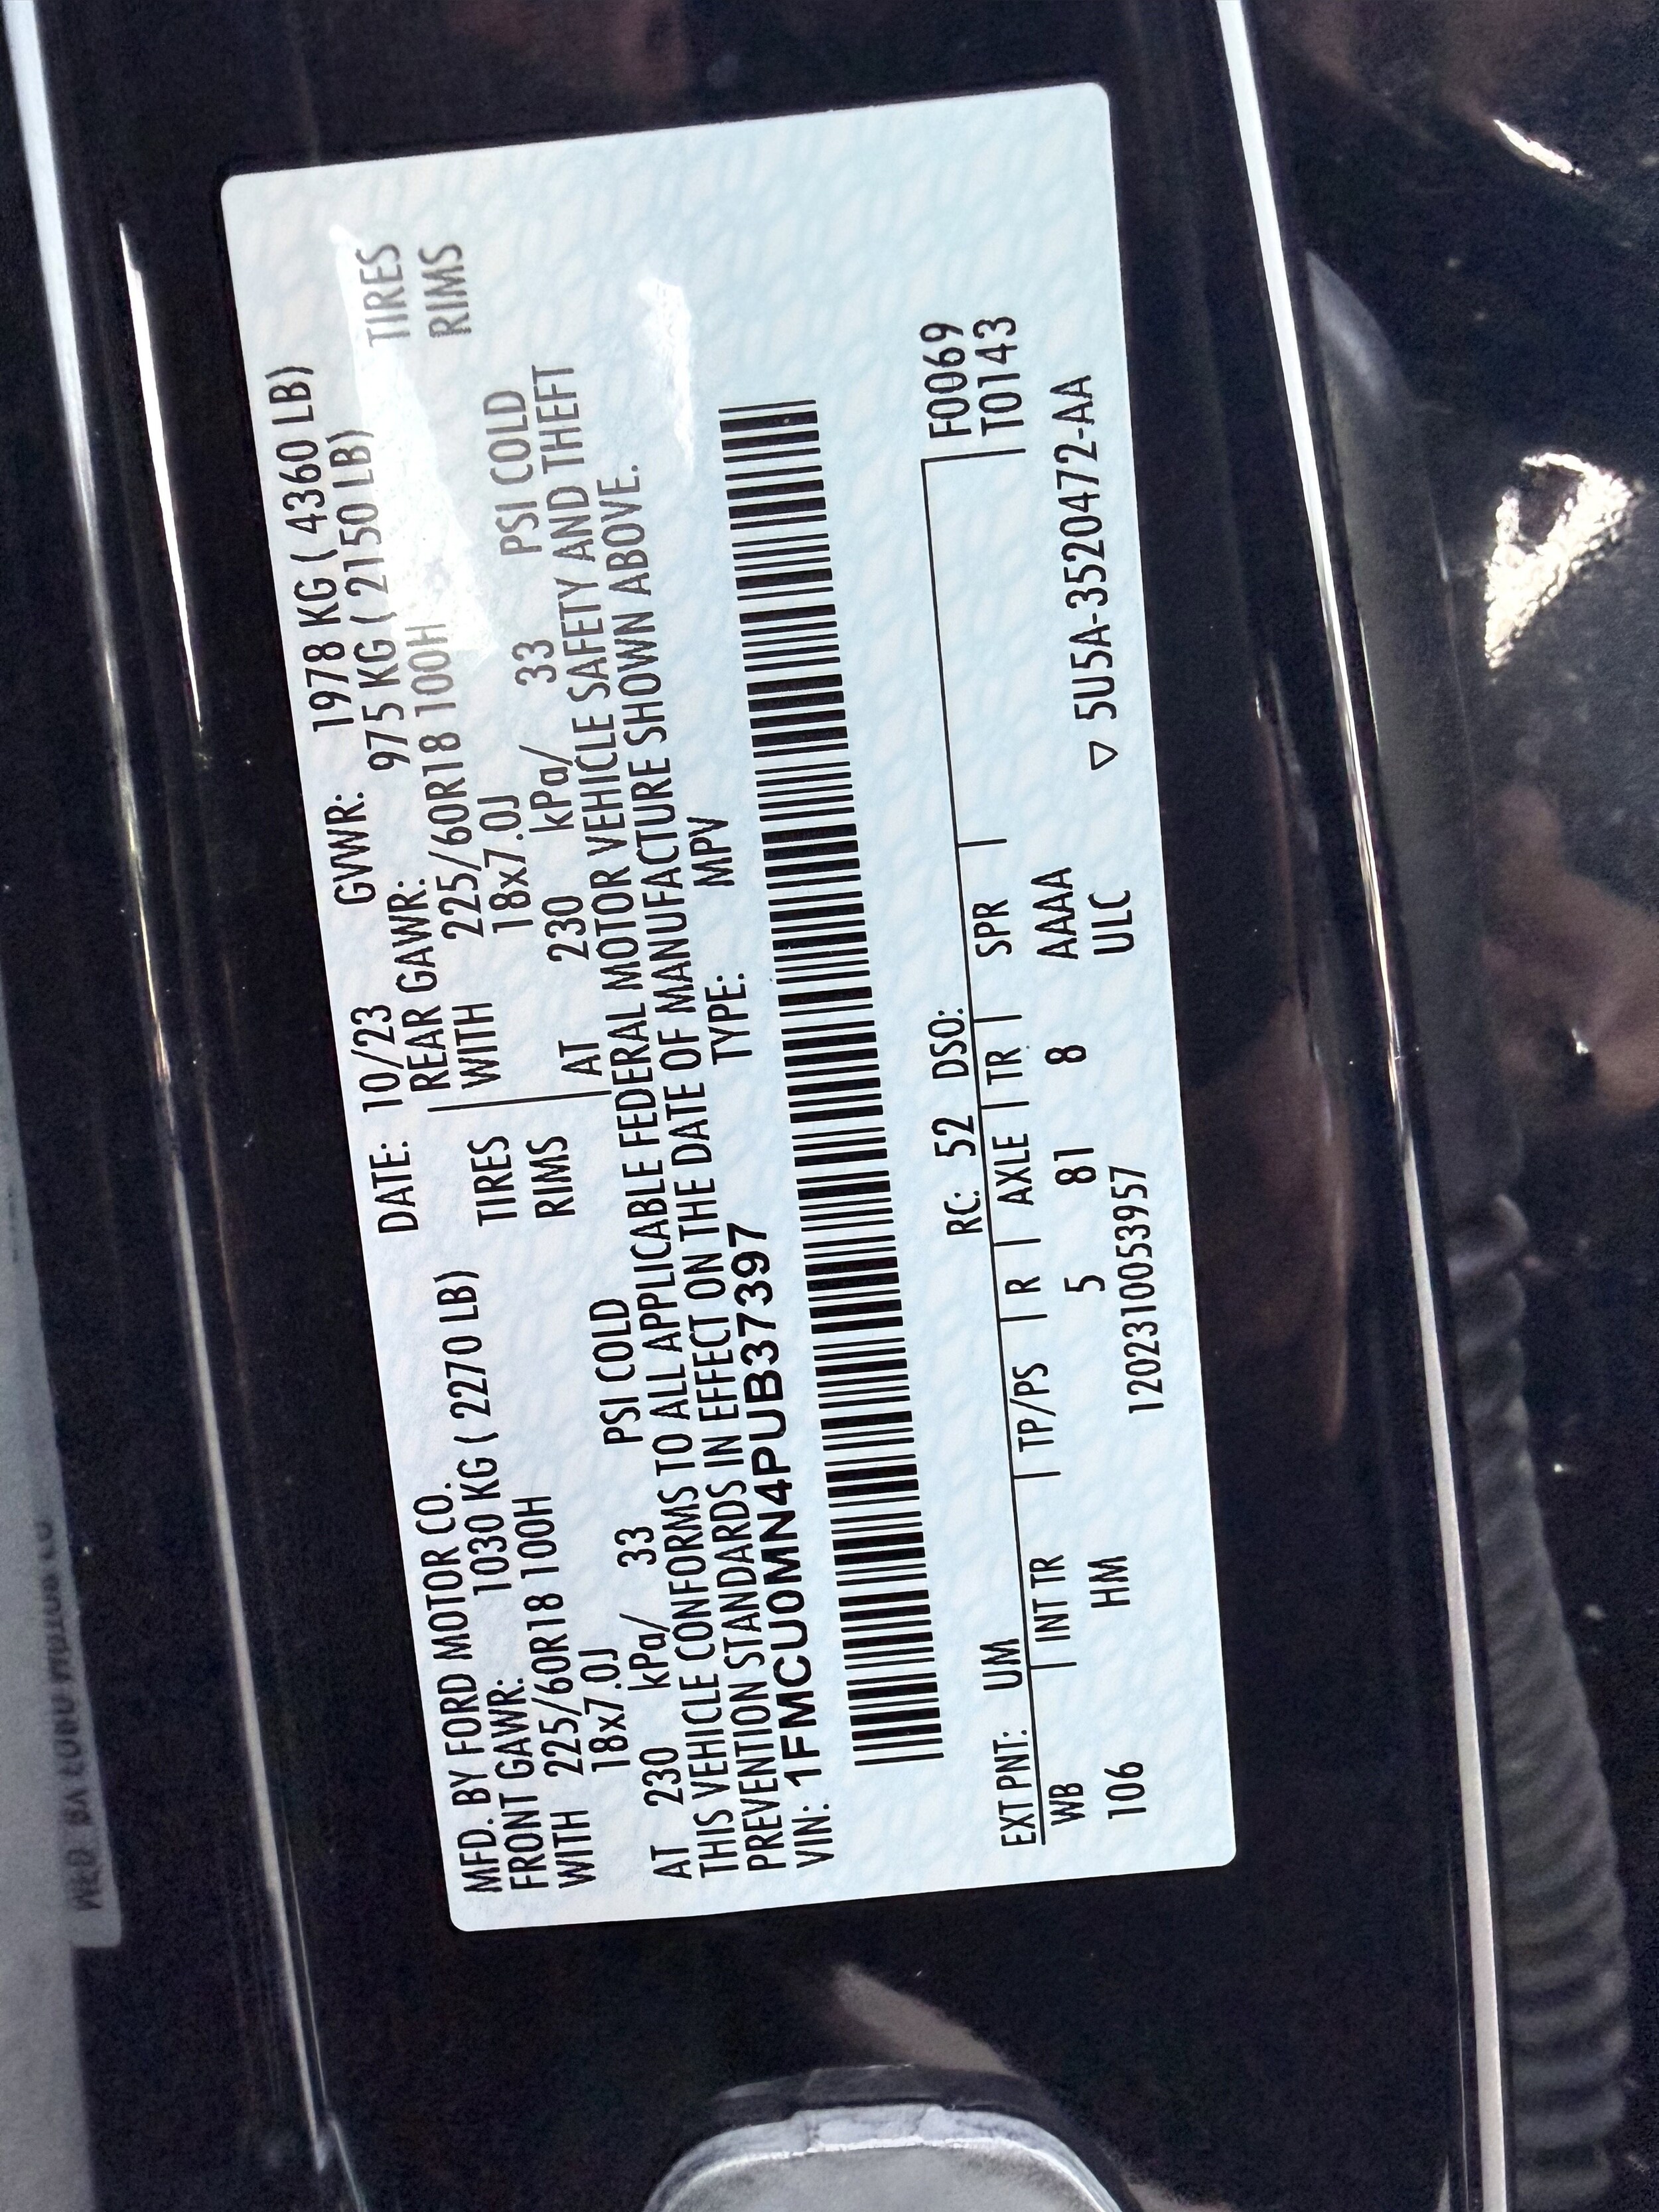 MFD. BY FORD MOTOR CO. DATE: 10/23 GVWR: 1978 KG ( 4360 LB)
FRONT GAWR: 1030 KG ( 2270 LB) REAR GAWR: 975 KG ( 2150 LB)
WITH 225/60R18 100H TIRES WITH 225/60R18 100H TIRES
18x7.0J RIMS 18x7.0J RIMS
AT 230 kPa/ 33 PSI COLD AT 230 kPa/ 33 PSI COLD
THIS VEHICLE CONFORMS TO ALL APPLICABLE FEDERAL MOTOR VEHICLE SAFETY AND THEFT
PREVENTION STANDARDS IN EFFECT ON THE DATE OF MANUFACTURE SHOWN ABOVE.
VIN: 1FMCU0MN4PUB37397 TYPE: MPV
EXT PNT: UM RC: 52 DSO: F0069
WB INT TR TP/PS R AXLE TR SPR T0143
106 HM 5 81 8 AAAA
1202310053957 ULC ▽ 5U5A-3520472-AA